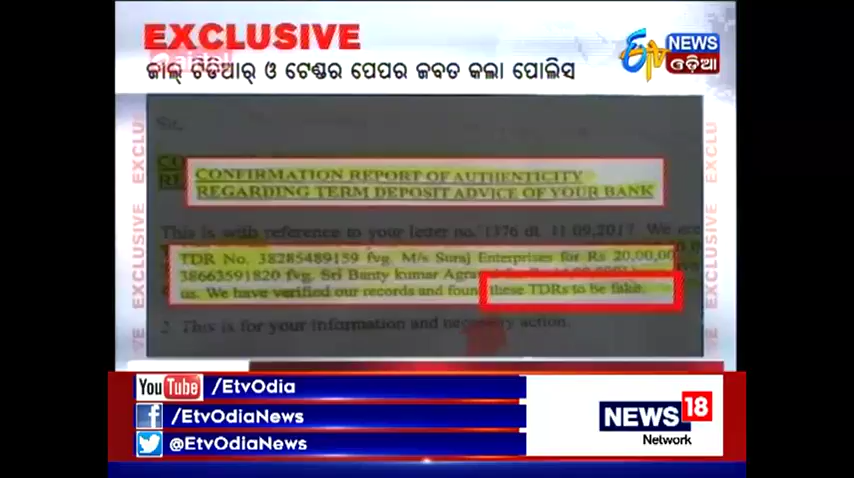 EXCLUSIVE
ଜାଲ୍ ଟିଡିଆର୍ ଓ ଟେଣ୍ଡର ପେପର ଜବତ କଲା ପୋଲିସ
Etv NEWS
ଓଡ଼ିଆ
Sir,
CONFIRMATION REPORT OF AUTHENTICITY
REGARDING TERM DEPOSIT ADVICE OF YOUR BANK
This is with reference to your letter no. 1376 dt. 11.09.2017. We are
TDR No. 38285489159 fvg. M/s Suraj Enterprises for Rs 20,00,00
38663591820 fvg. Sri Banty kumar
us. We have verified our records and found these TDRs to be fake.
2. This is for your information and necessary action.
EXCLUSIVE
EXCLU
EXCLUSIVE
YouTube /EtvOdia
/EtvOdiaNews
@EtvOdiaNews
NEWS 18
Network